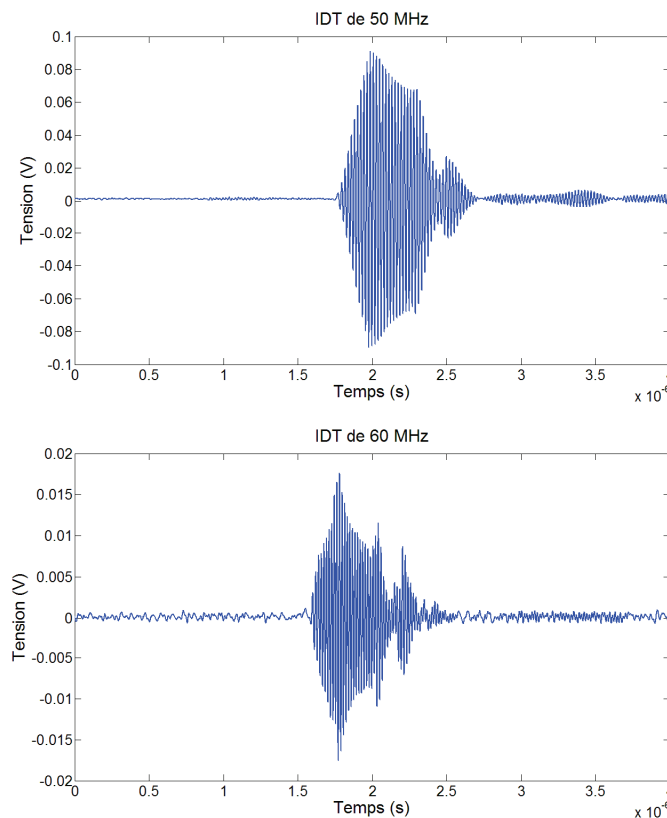 IDT de 50 MHz
0.1
0.08
0.06
0.04
0.02
0
-0.02
-0.04
-0.06
-0.08
-0.1
0 0.5 1 1.5 2 2.5 3 3.5 4
Tension (V)
Temps (s)
x 10-6
IDT de 60 MHz
0.02
0.015
0.01
0.005
0
-0.005
-0.01
-0.015
-0.02
0 0.5 1 1.5 2 2.5 3 3.5 4
Tension (V)
Temps (s)
x 10-6